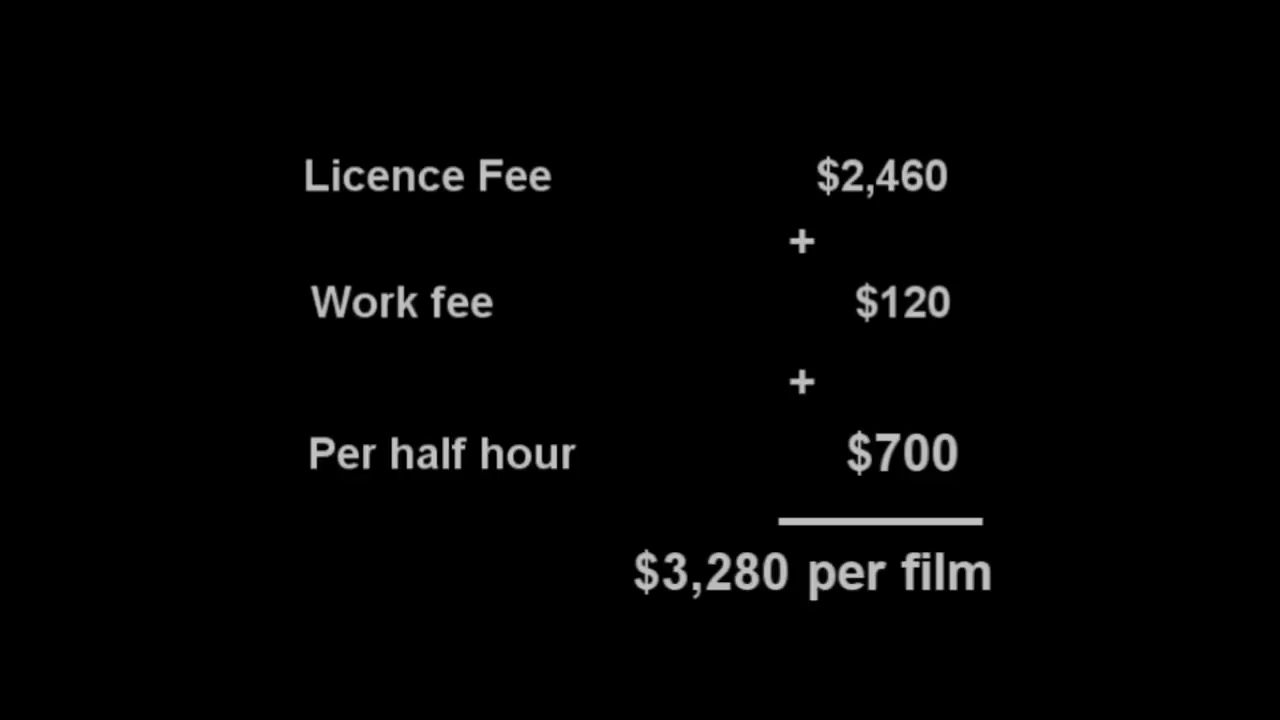 Licence Fee $2,460
+
Work fee $120
+
Per half hour $700
$3,280 per film